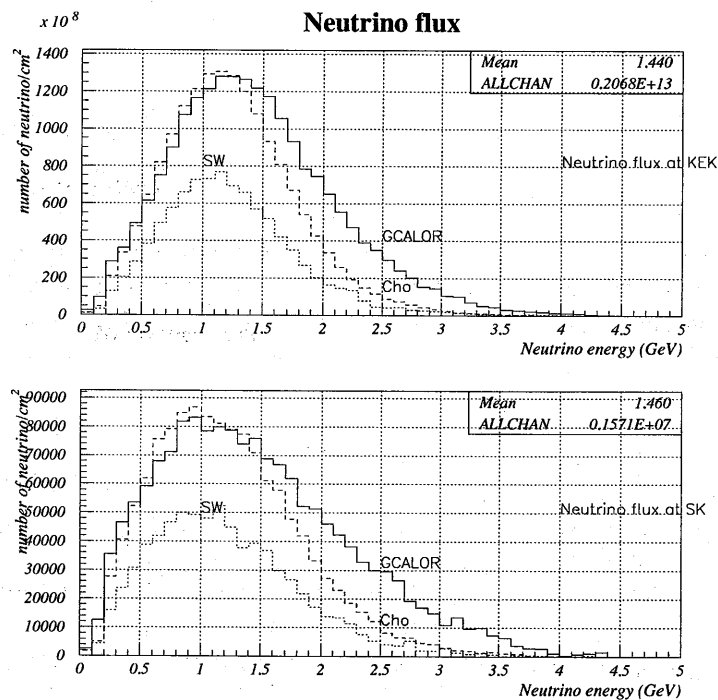 Neutrino flux
x 10^8
number of neutrino/cm²
1400
1200
1000
800
600
400
200
0
Mean 1.440
ALLCHAN 0.2068E+13
Neutrino flux at KEK
SW
GCALOR
Cho
0 0.5 1 1.5 2 2.5 3 3.5 4 4.5 5
Neutrino energy (GeV)
number of neutrino/cm²
90000
80000
70000
60000
50000
40000
30000
20000
10000
0
Mean 1.460
ALLCHAN 0.1571E+07
Neutrino flux at SK
SW
GCALOR
Cho
0 0.5 1 1.5 2 2.5 3 3.5 4 4.5 5
Neutrino energy (GeV)